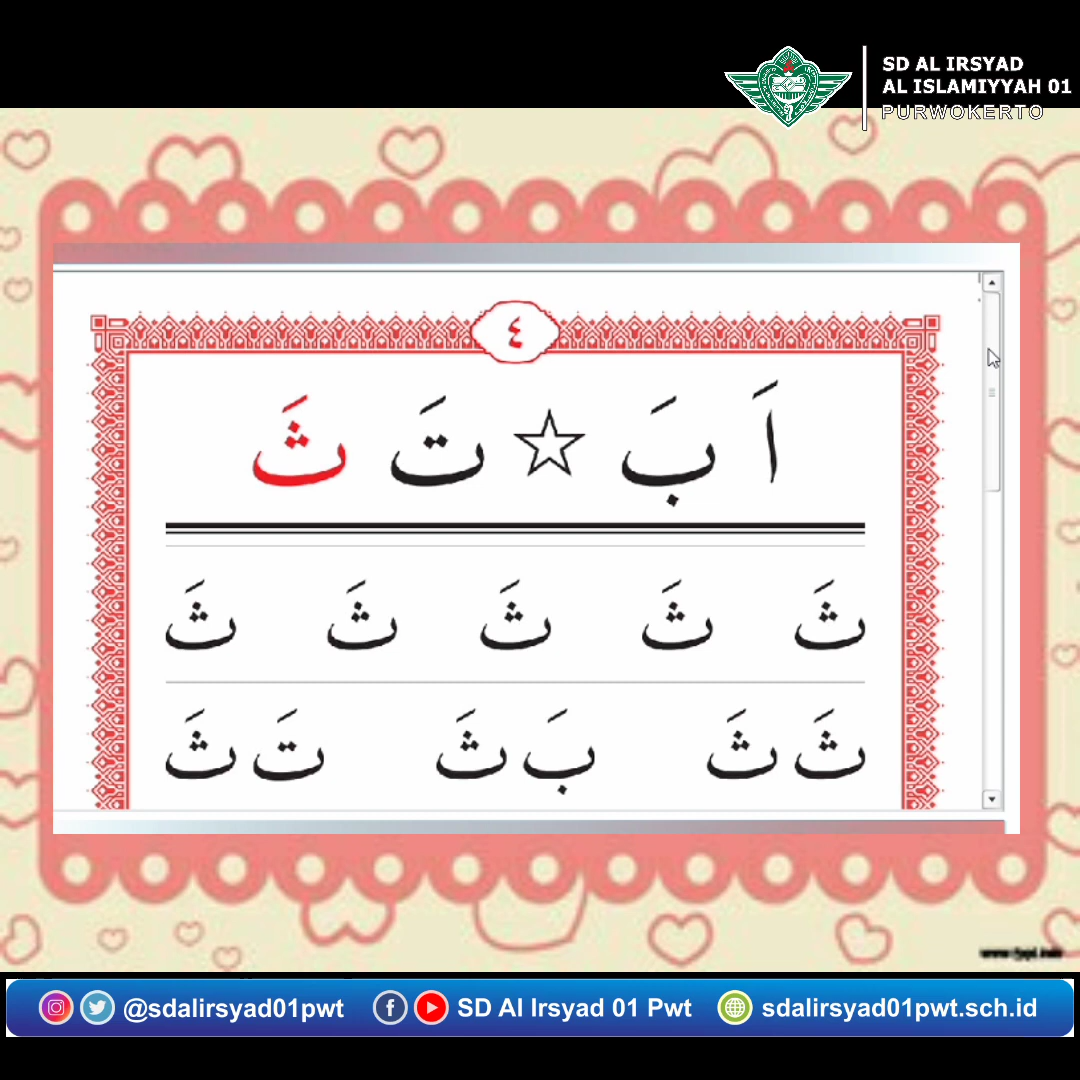 SD AL IRSYAD
AL ISLAMIYYAH 01
PURWOKERTO
٤
اَ بَ ☆ تَ ثَ
ثَ ثَ ثَ ثَ ثَ
ثَ ثَ بَ ثَ تَ ثَ
@sdalirsyad01pwt SD Al Irsyad 01 Pwt sdalirsyad01pwt.sch.id